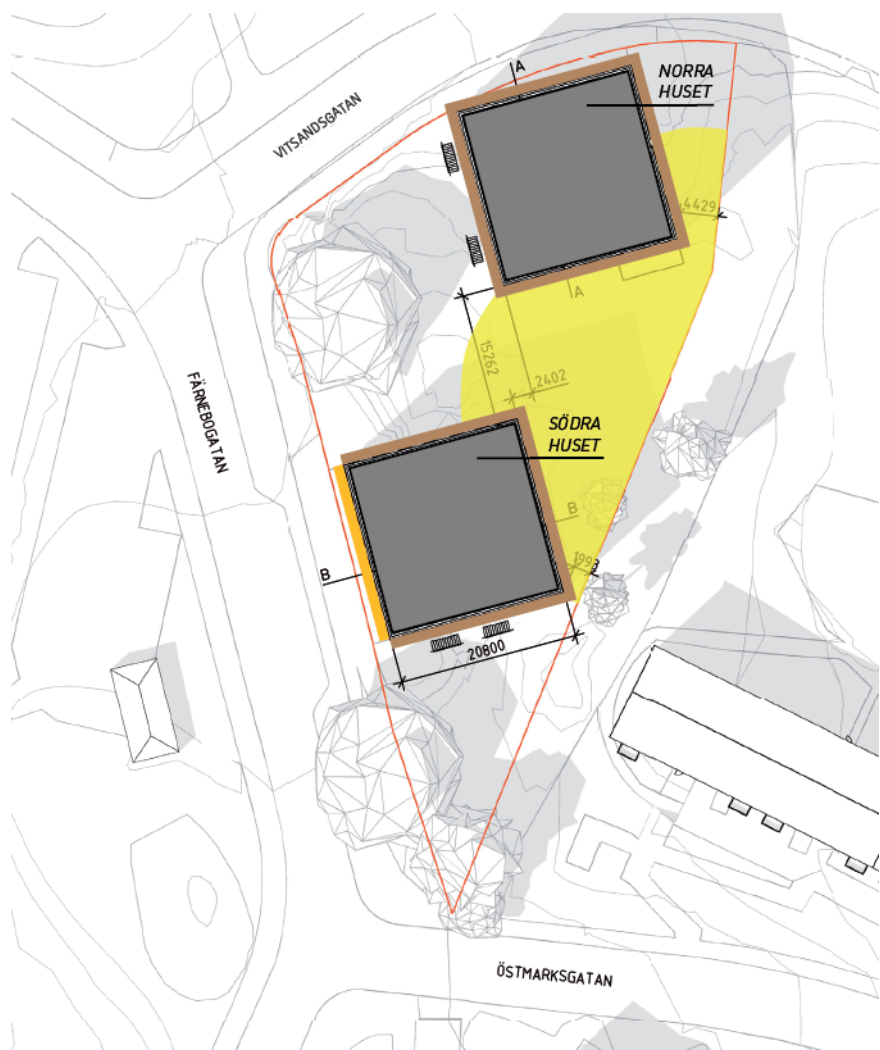 A
NORRA
HUSET
VITSANDSGATAN
4429
A
15262
2402
FÄRNEBOGATAN
SÖDRA
HUSET
B
1993
B
20800
ÖSTMARKSGATAN